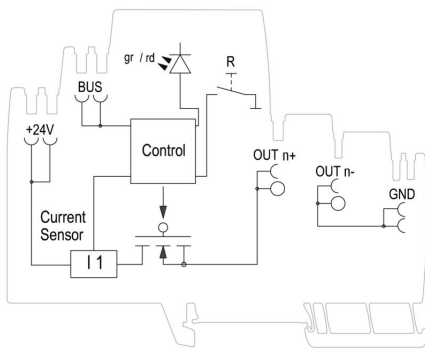 gr / rd
R
BUS
+24V
Control
OUT n+
OUT n-
GND
Current
Sensor
I 1